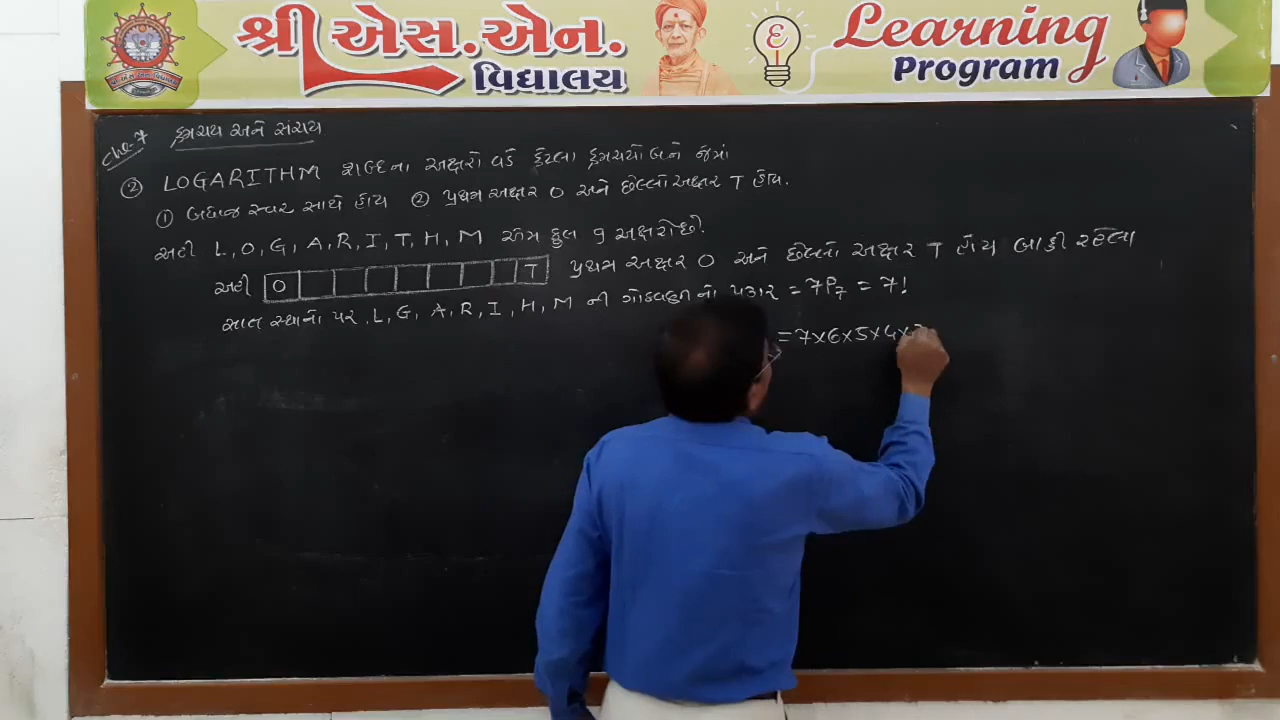 શ્રી એસ.એન.
વિદ્યાલય
Learning
Program
Ch-7 ક્રમચય અને સંચય
② LOGARITHM શબ્દના અક્ષરો વડે કેટલા ક્રમચયો બને જેમાં
① બધાજ સ્વર સાથે હોય ② પ્રથમ અક્ષર O અને છેલ્લો અક્ષર T હોય.
અહી L, O, G, A, R, I, T, H, M એમ કુલ 9 અક્ષરો છે.
અહી O T પ્રથમ અક્ષર O અને છેલ્લો અક્ષર T હોય બાકી રહેલા
સાત સ્થાનો પર L, G, A, R, I, H, M ની ગોઠવણીનો પ્રકાર = 7P7 = 7!
= 7×6×5×4×